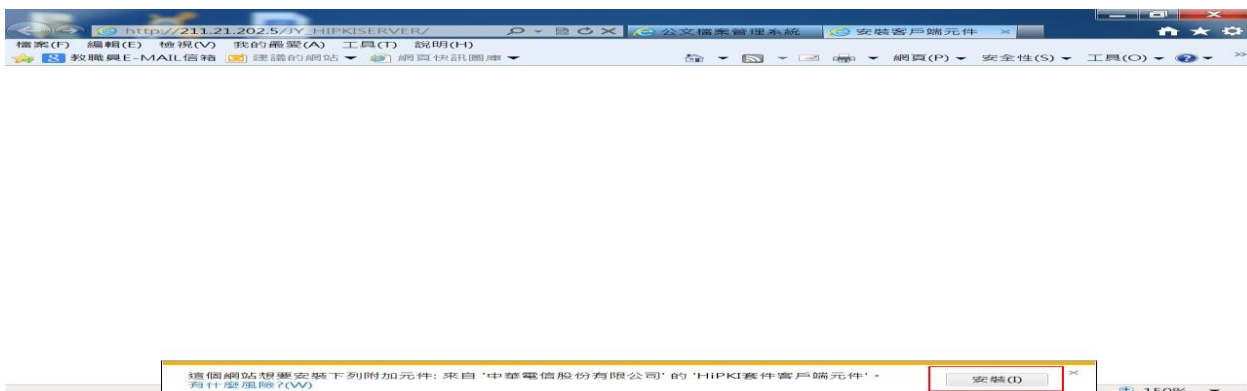 http://211.21.202.5/JY_HIPKISERVER/ 公文檔案管理系統 安裝客戶端元件
檔案(F) 編輯(E) 檢視(V) 我的最愛(A) 工具(T) 說明(H)
教職員E-MAIL信箱 建議的網站 網頁快訊圖庫 網頁(P) 安全性(S) 工具(O)
這個網站想要安裝下列附加元件: 來自 '中華電信股份有限公司' 的 'HiPKI套件客戶端元件'。
有什麼風險?(W)
安裝(I)
150%